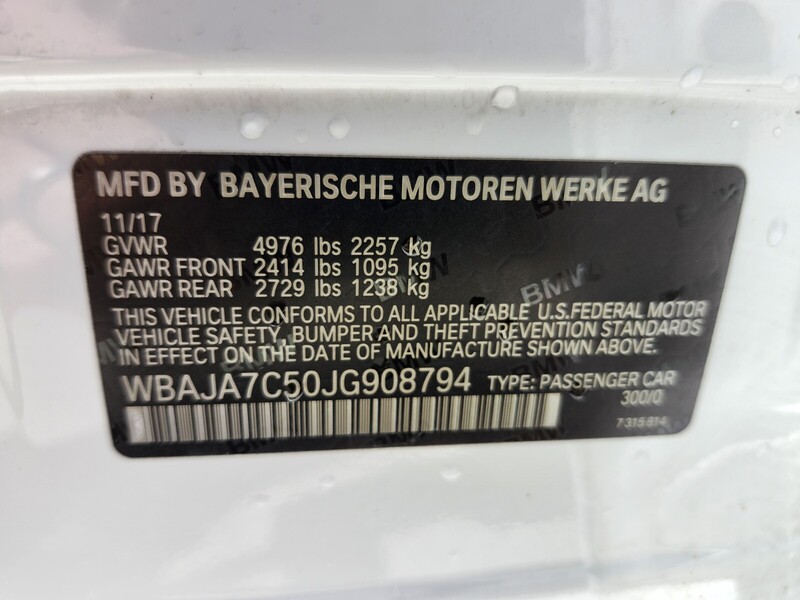 MFD BY BAYERISCHE MOTOREN WERKE AG
11/17
GVWR 4976 lbs 2257 kg
GAWR FRONT 2414 lbs 1095 kg
GAWR REAR 2729 lbs 1238 kg
THIS VEHICLE CONFORMS TO ALL APPLICABLE U.S.FEDERAL MOTOR
VEHICLE SAFETY, BUMPER AND THEFT PREVENTION STANDARDS
IN EFFECT ON THE DATE OF MANUFACTURE SHOWN ABOVE.
WBAJA7C50JG908794 TYPE: PASSENGER CAR
300/0
7 315 814